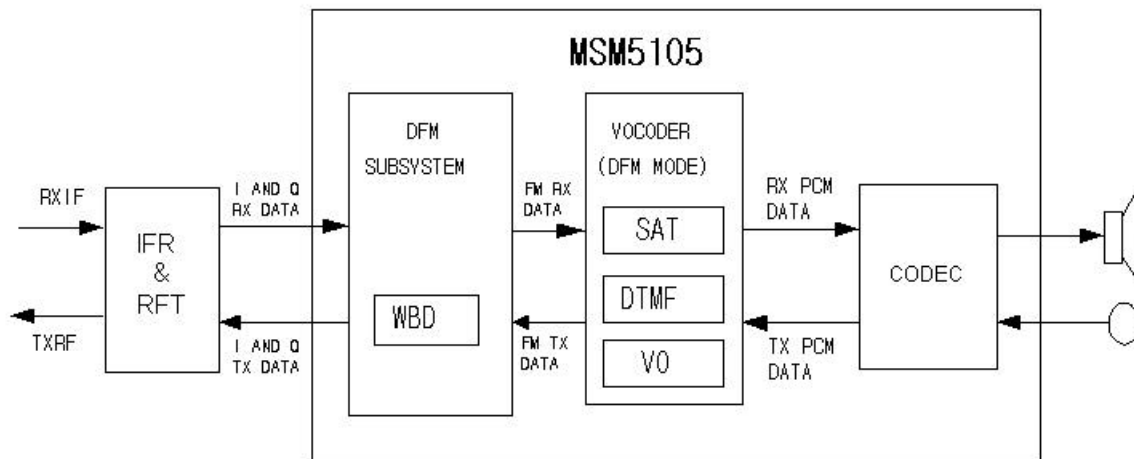 MSM5105
DFM
SUBSYSTEM
VOCODER
(DFM MODE)
RXIF
I AND Q
RX DATA
FM RX
DATA
RX PCM
DATA
SAT
IFR
&
RFT
CODEC
DTMF
WBD
TXRF
I AND Q
TX DATA
FM TX
DATA
VO
TX PCM
DATA